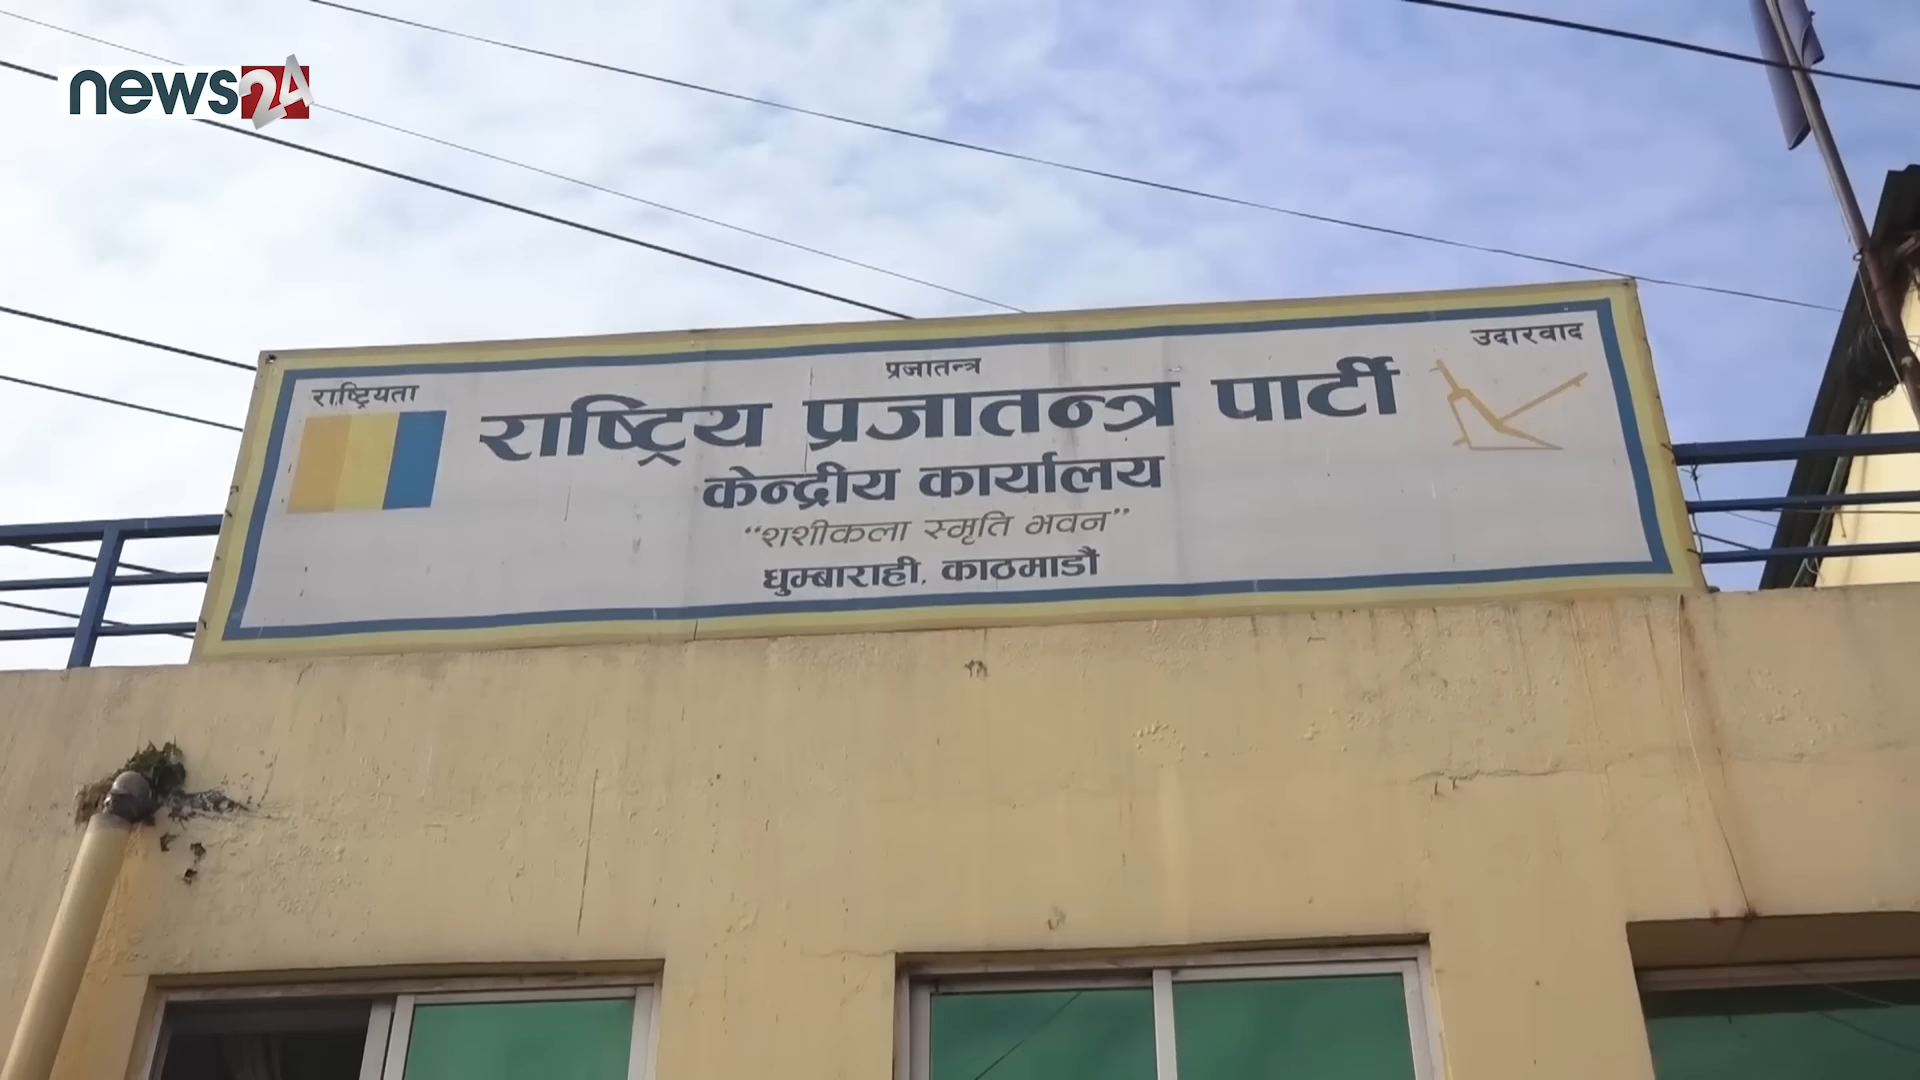 news24
राष्ट्रियता
प्रजातन्त्र
उदारवाद
राष्ट्रिय प्रजातन्त्र पार्टी
केन्द्रीय कार्यालय
“शशीकला स्मृति भवन”
धुम्बाराही, काठमाडौं